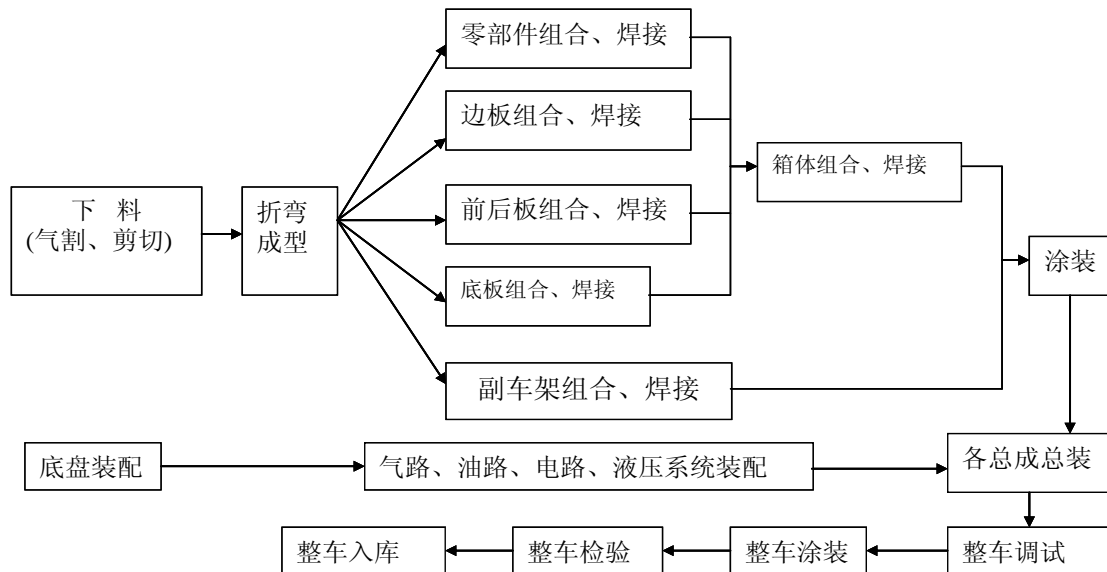 零部件组合、焊接
边板组合、焊接
箱体组合、焊接
下 料
(气割、剪切)
折弯
成型
前后板组合、焊接
涂装
底板组合、焊接
副车架组合、焊接
底盘装配
气路、油路、电路、液压系统装配
各总成总装
整车入库
整车检验
整车涂装
整车调试